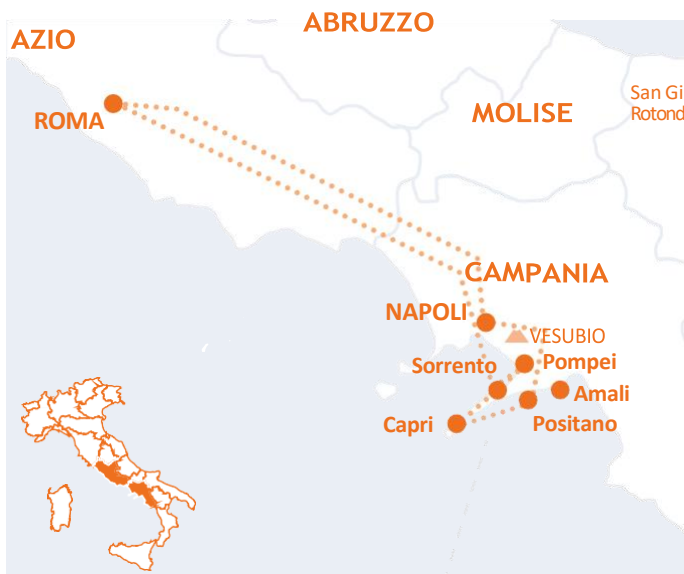 ABRUZZO
AZIO
San Gi
Rotond
ROMA
MOLISE
CAMPANIA
NAPOLI
VESUBIO
Sorrento
Pompei
Amali
Capri
Positano